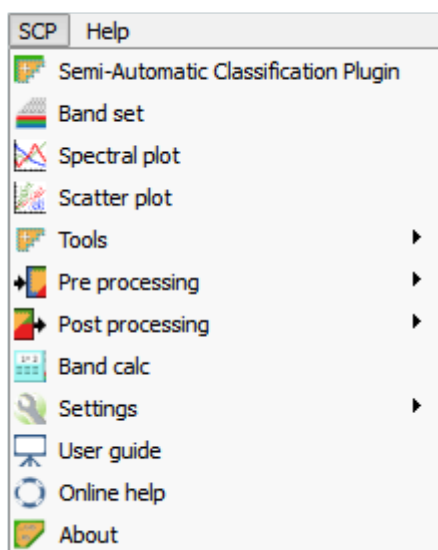 SCP Help
Semi-Automatic Classification Plugin
Band set
Spectral plot
Scatter plot
Tools
Pre processing
Post processing
Band calc
Settings
User guide
Online help
About